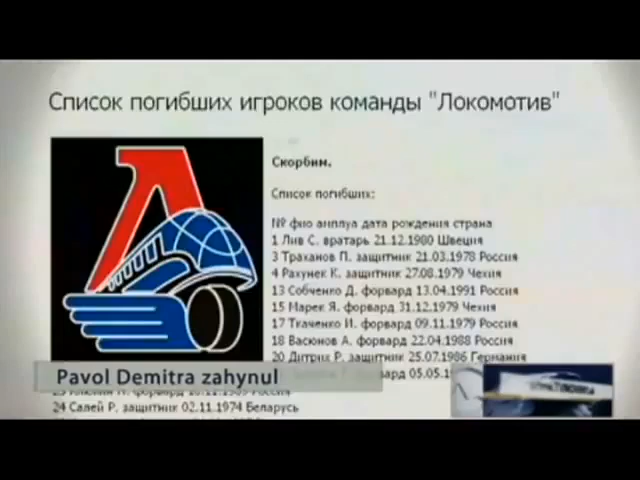 Список погибших игроков команды "Локомотив"
Скорбим.
Список погибших:
№ фио амплуа дата рождения страна
1 Лив С. вратарь 21.12.1980 Швеция
3 Траханов П. защитник 21.03.1978 Россия
4 Рахунек К. защитник 27.08.1979 Чехия
13 Собченко Д. форвард 13.04.1991 Россия
15 Марек Я. форвард 31.12.1979 Чехия
17 Ткаченко И. форвард 09.11.1979 Россия
18 Васюнов А. форвард 22.04.1988 Россия
20 Дитрих Р. защитник 25.07.1986 Германия
Pavol Demitra zahynul
24 Салей Р. защитник 02.11.1974 Беларусь